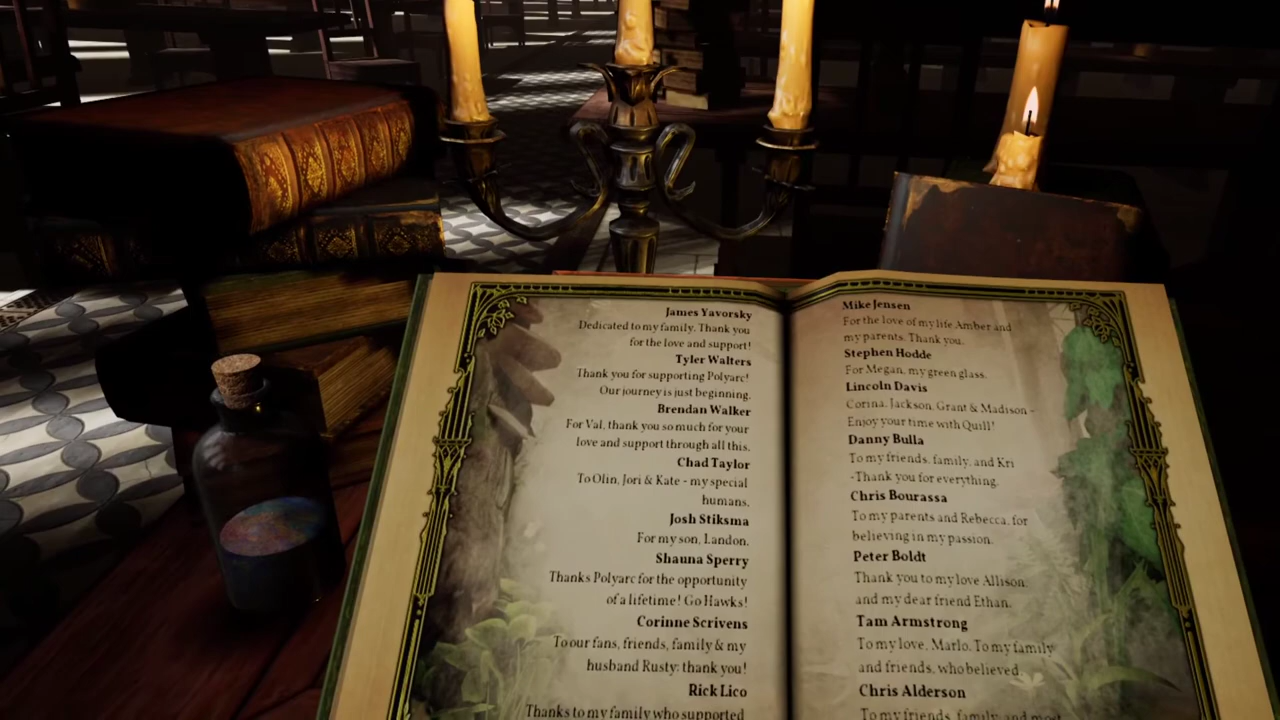 James Yavorsky
Dedicated to my family. Thank you
for the love and support!
Tyler Walters
Thank you for supporting Polyarc!
Our journey is just beginning.
Brendan Walker
For Val, thank you so much for your
love and support through all this.
Chad Taylor
To Olin, Jori & Kate - my special
humans.
Josh Stiksma
For my son, Landon.
Shauna Sperry
Thanks Polyarc for the opportunity
of a lifetime! Go Hawks!
Corinne Scrivens
To our fans, friends, family & my
husband Rusty: thank you!
Rick Lico
Thanks to my family who supported
Mike Jensen
For the love of my life Amber and
my parents. Thank you.
Stephen Hodde
For Megan, my green glass.
Lincoln Davis
Corina, Jackson, Grant & Madison -
Enjoy your time with Quill!
Danny Bulla
To my friends, family, and Kri
-Thank you for everything.
Chris Bourassa
To my parents and Rebecca, for
believing in my passion.
Peter Boldt
Thank you to my love Allison,
and my dear friend Ethan.
Tam Armstrong
To my love, Marlo. To my family
and friends, who believed.
Chris Alderson
To my friends, family, and most